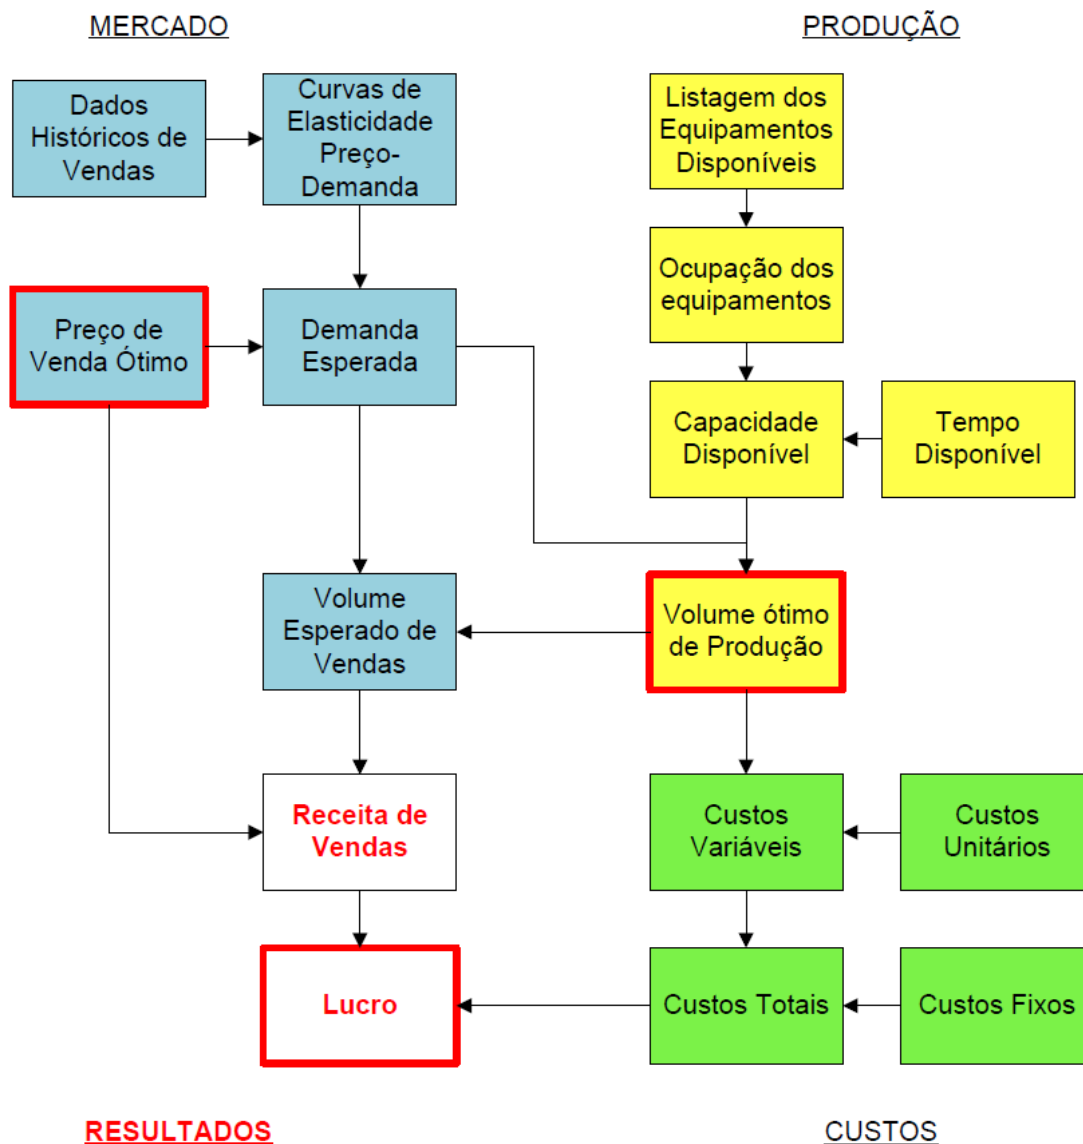 MERCADO
PRODUÇÃO
Dados
Históricos de
Vendas
Curvas de
Elasticidade
Preço-
Demanda
Listagem dos
Equipamentos
Disponíveis
Ocupação dos
equipamentos
Preço de
Venda Ótimo
Demanda
Esperada
Capacidade
Disponível
Tempo
Disponível
Volume
Esperado de
Vendas
Volume ótimo
de Produção
Receita de
Vendas
Custos
Variáveis
Custos
Unitários
Lucro
Custos Totais
Custos Fixos
RESULTADOS
CUSTOS